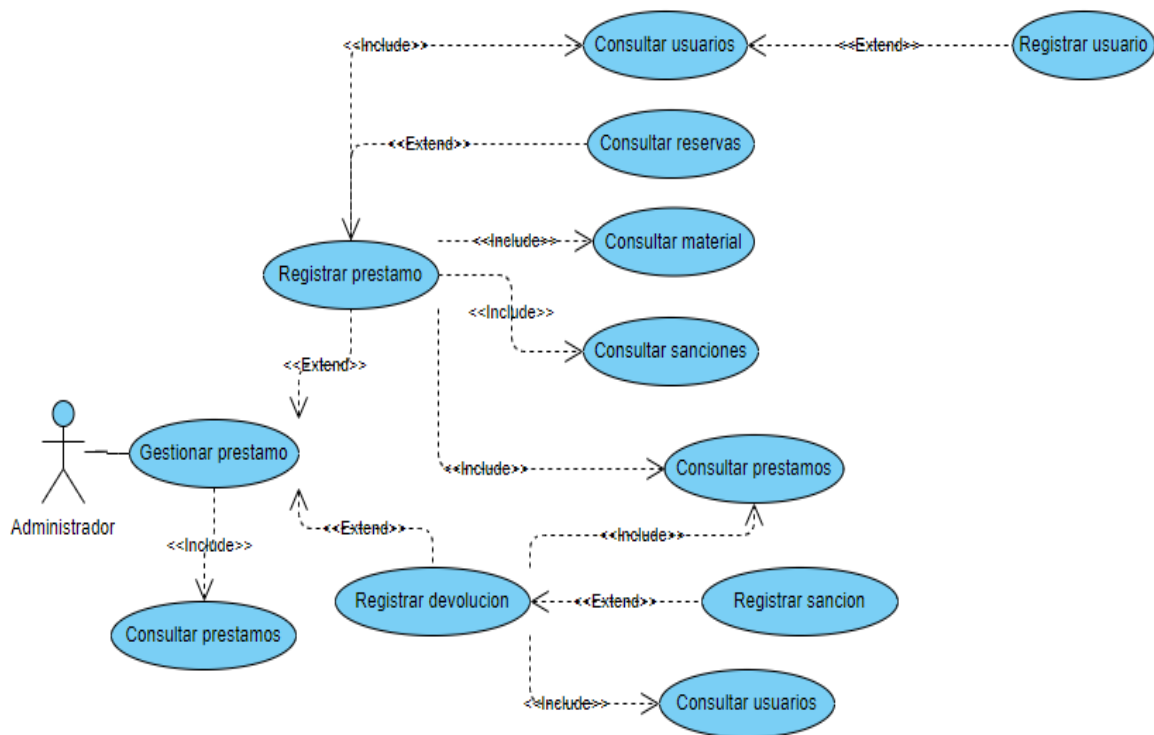 <<Include>>
Consultar usuarios
<<Extend>>
Registrar usuario
<<Extend>>
Consultar reservas
<<Include>>
Consultar material
Registrar prestamo
<<Include>>
Consultar sanciones
<<Extend>>
Gestionar prestamo
<<Include>>
Consultar prestamos
Administrador
<<Extend>>
<<Include>>
<<Include>>
Registrar devolucion
<<Extend>>
Registrar sancion
Consultar prestamos
<<Include>>
Consultar usuarios